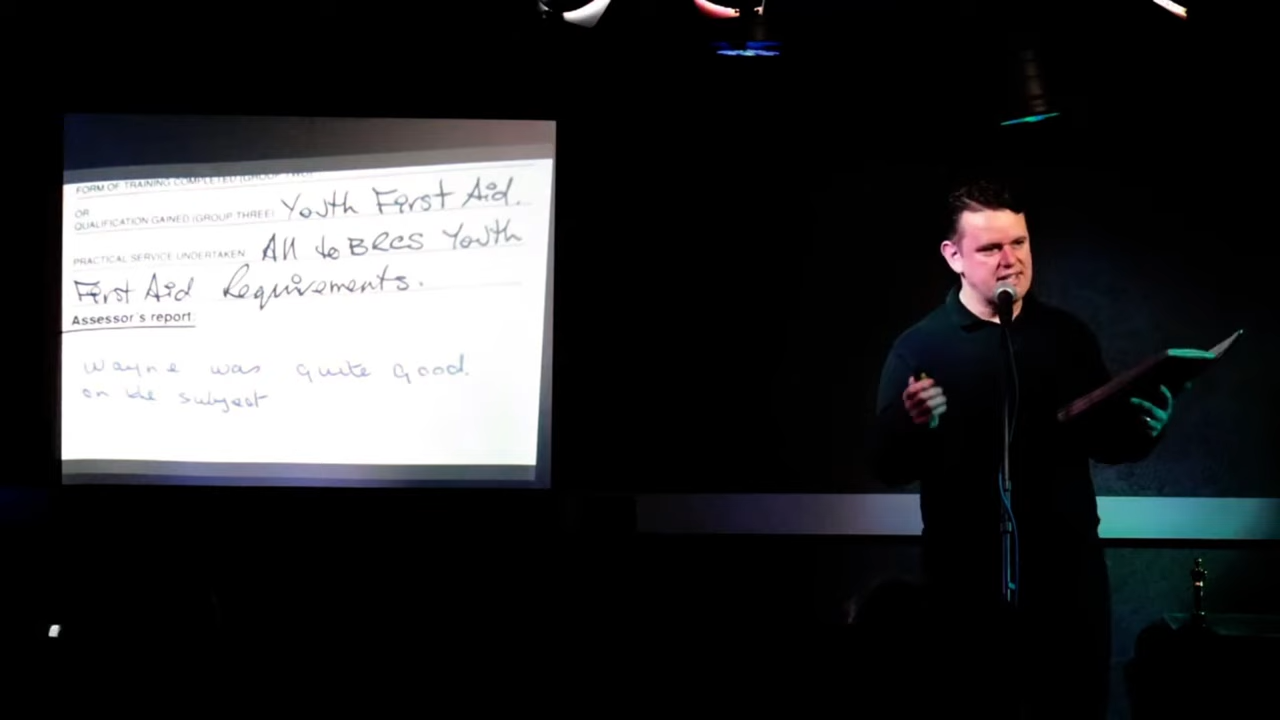 FORM OF TRAINING COMPLETED (GROUP TWO)
OR
QUALIFICATION GAINED (GROUP THREE) Youth First Aid.
PRACTICAL SERVICE UNDERTAKEN All to BRCS Youth
First Aid Requirements.
Assessor's report:
Wayne was quite good.
on the subject